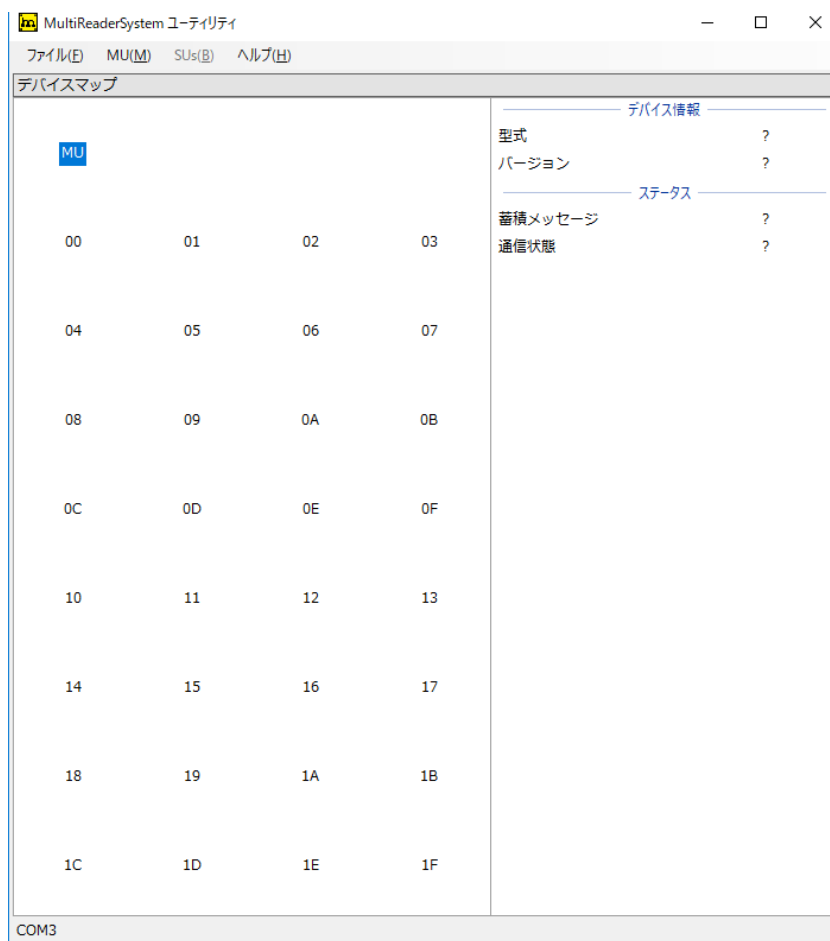 MultiReaderSystem ユーティリティ
ファイル(F) MU(M) SUs(B) ヘルプ(H)
デバイスマップ
MU
00 01 02 03
04 05 06 07
08 09 0A 0B
0C 0D 0E 0F
10 11 12 13
14 15 16 17
18 19 1A 1B
1C 1D 1E 1F
デバイス情報
型式 ?
バージョン ?
ステータス
蓄積メッセージ ?
通信状態 ?
COM3